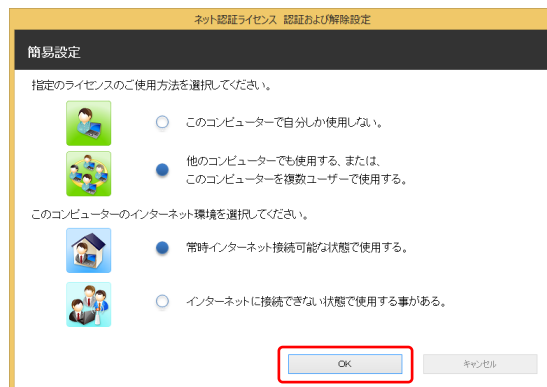 ネット認証ライセンス 認証および解除設定
簡易設定
指定のライセンスのご使用方法を選択してください。
このコンピューターで自分しか使用しない。
他のコンピューターでも使用する、または、
このコンピューターを複数ユーザーで使用する。
このコンピューターのインターネット環境を選択してください。
常時インターネット接続可能な状態で使用する。
インターネットに接続できない状態で使用する事がある。
OK
キャンセル